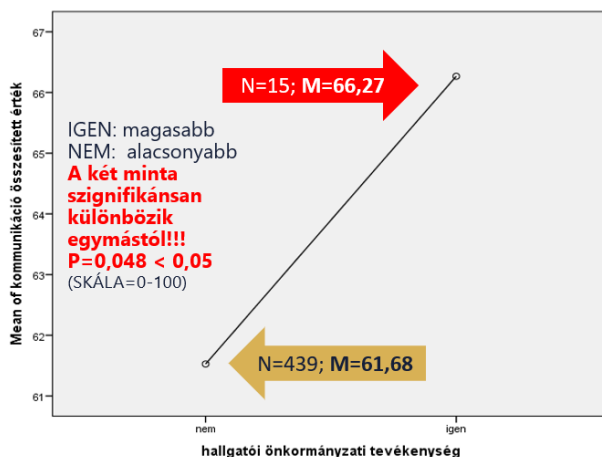 67
66
65
64
63
62
61
Mean of kommunikáció összesített érték
N=15; M=66,27
IGEN: magasabb
NEM: alacsonyabb
A két minta
szignifikánsan
különbözik
egymástól!!!
P=0,048 < 0,05
(SKÁLA=0-100)
N=439; M=61,68
nem
igen
hallgatói önkormányzati tevékenység